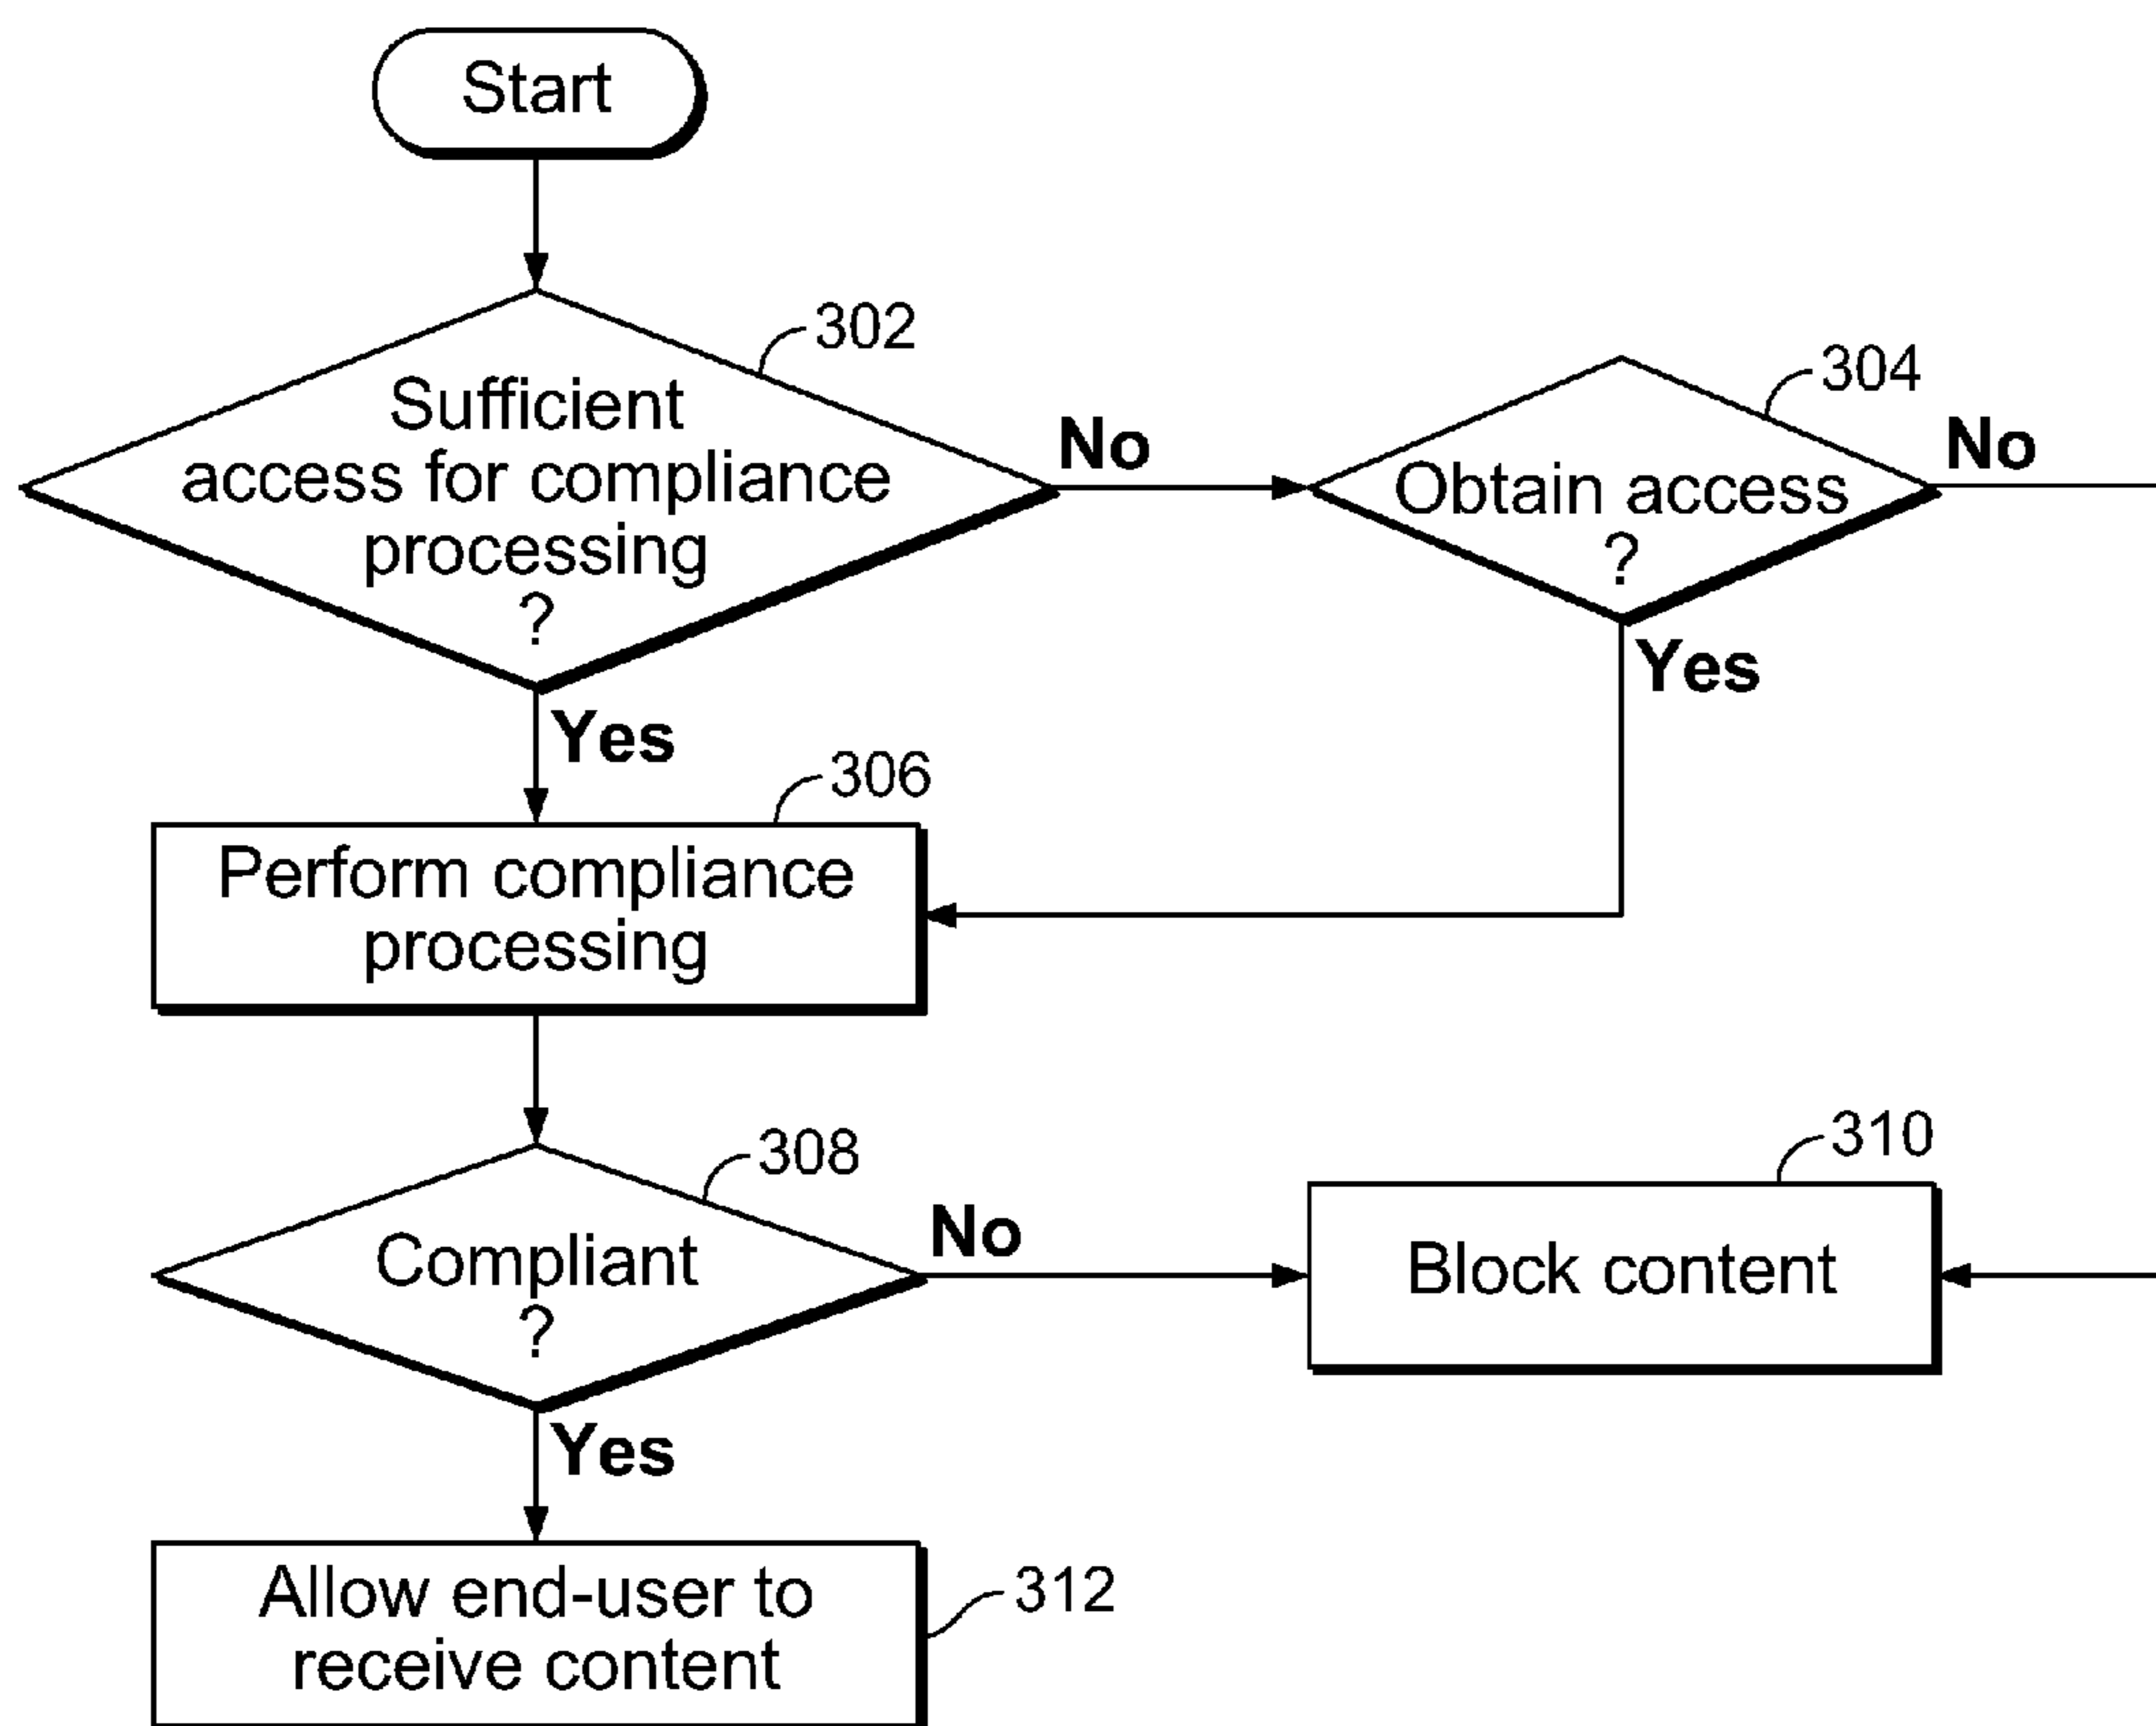 Start
302
Sufficient
access for compliance
processing
?
No
304
Obtain access
?
No
Yes
Yes
306
Perform compliance
processing
308
Compliant
?
No
310
Block content
Yes
Allow end-user to
receive content
312